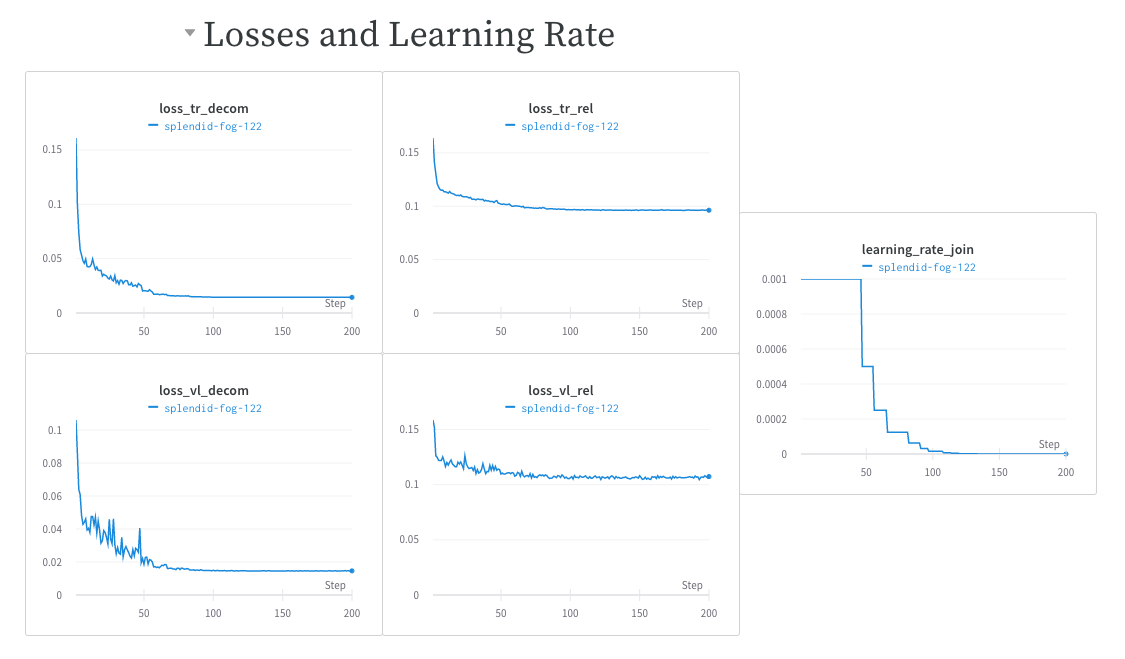 Losses and Learning Rate
loss_tr_decom
splendid-fog-122
0.15
0.1
0.05
0
Step
50 100 150 200
loss_tr_rel
splendid-fog-122
0.15
0.1
0.05
0
Step
50 100 150 200
loss_vl_decom
splendid-fog-122
0.1
0.08
0.06
0.04
0.02
0
Step
50 100 150 200
loss_vl_rel
splendid-fog-122
0.15
0.1
0.05
0
Step
50 100 150 200
learning_rate_join
splendid-fog-122
0.001
0.0008
0.0006
0.0004
0.0002
0
Step
50 100 150 200